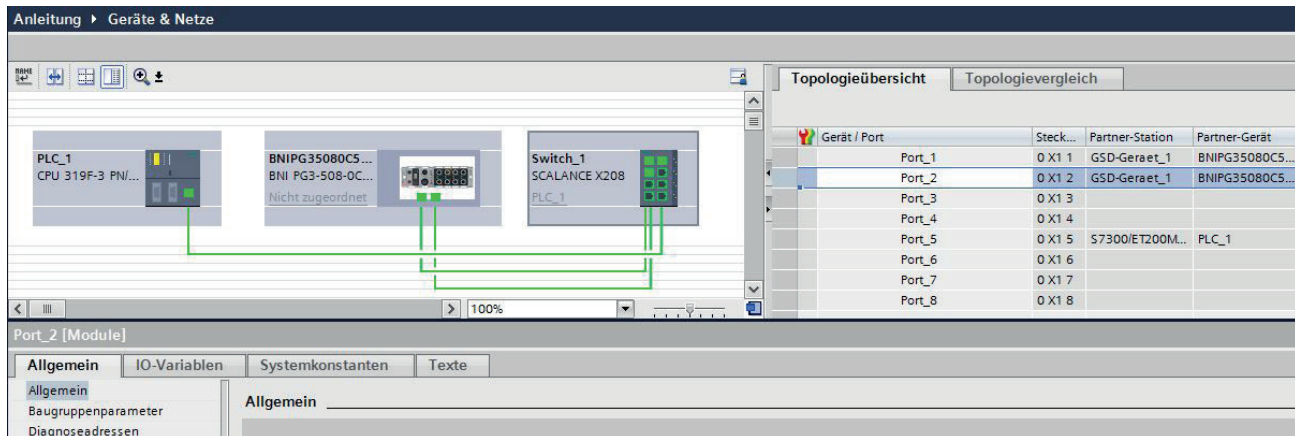 Anleitung ▸ Geräte & Netze
Topologieübersicht Topologievergleich
Gerät / Port Steck... Partner-Station Partner-Gerät
Port_1 0 X1 1 GSD-Geraet_1 BNIPG35080C5...
Port_2 0 X1 2 GSD-Geraet_1 BNIPG35080C5...
Port_3 0 X1 3
Port_4 0 X1 4
Port_5 0 X1 5 S7300/ET200M... PLC_1
Port_6 0 X1 6
Port_7 0 X1 7
Port_8 0 X1 8
PLC_1
CPU 319F-3 PN/...
BNIPG35080C5...
BNI PG3-508-0C...
Nicht zugeordnet
Switch_1
SCALANCE X208
PLC_1
100%
Port_2 [Module]
Allgemein IO-Variablen Systemkonstanten Texte
Allgemein
Baugruppenparameter
Diagnoseadressen
Allgemein